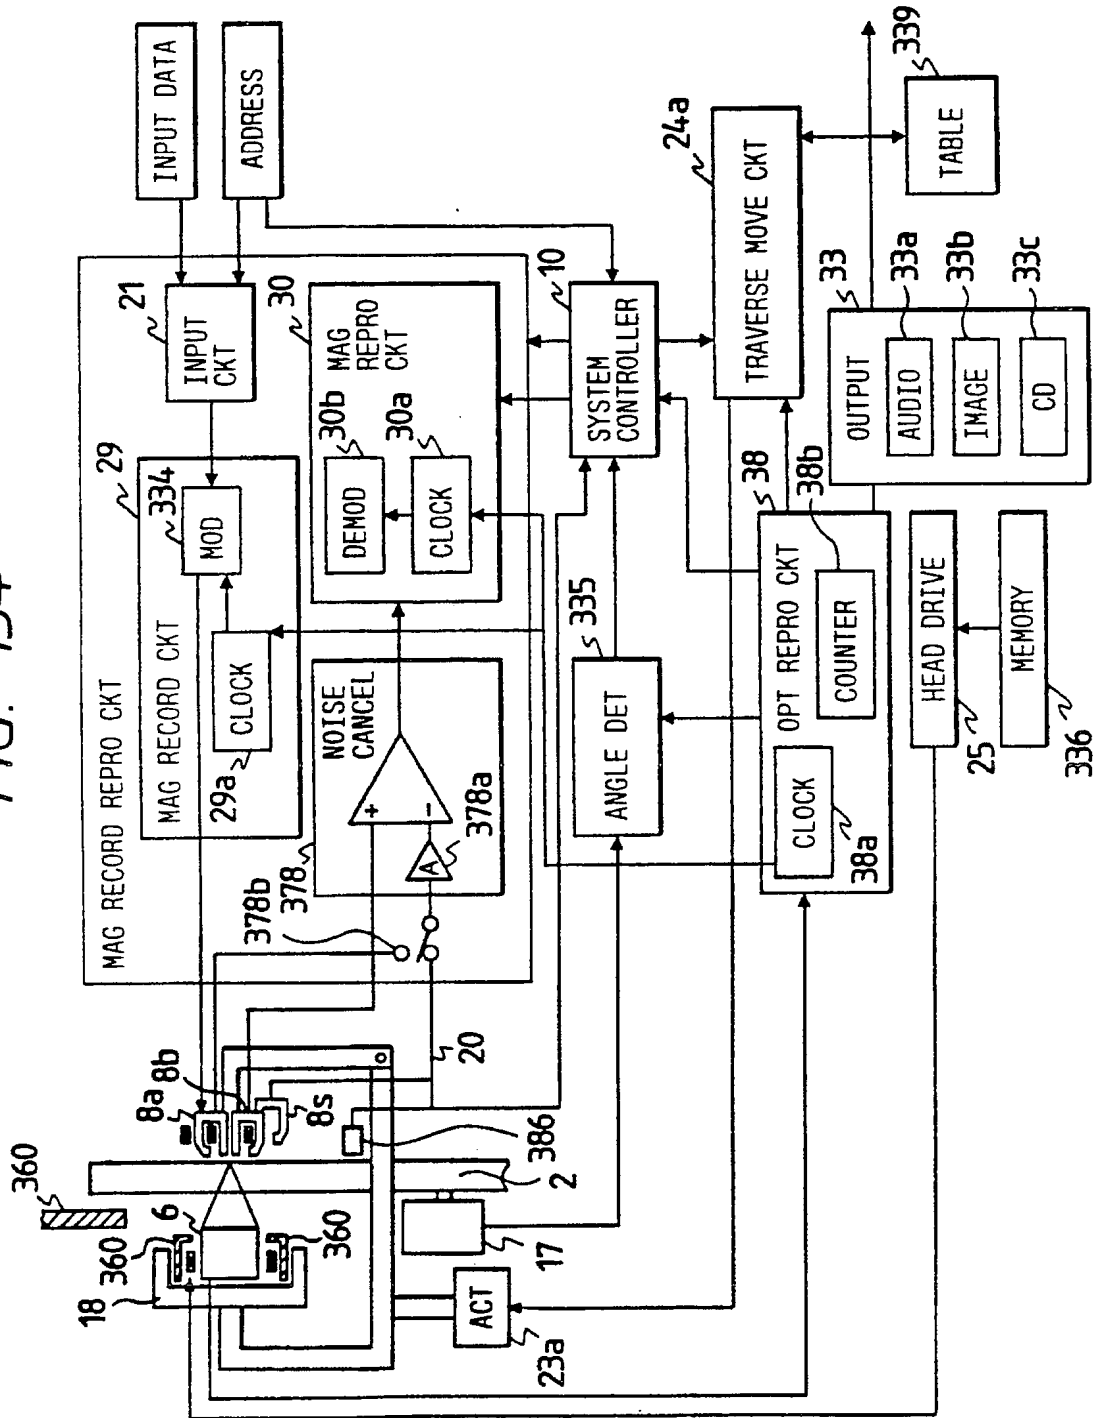 FIG. 134
INPUT DATA
ADDRESS
MAG RECORD REPRO CKT
29
MAG RECORD CKT
334
MOD
CLOCK
29a
21
INPUT
CKT
30
MAG
REPRO
CKT
30b
DEMOD
30a
CLOCK
378
NOISE
CANCEL
+
-
A
378a
378b
10
SYSTEM
CONTROLLER
24a
TRAVERSE MOVE CKT
339
TABLE
335
ANGLE DET
33
OUTPUT
33a
AUDIO
33b
IMAGE
33c
CD
38
OPT REPRO CKT
38b
COUNTER
CLOCK
38a
HEAD DRIVE
25
MEMORY
336
8a
8b
8s
20
386
2
17
360
6
360
360
18
ACT
23a